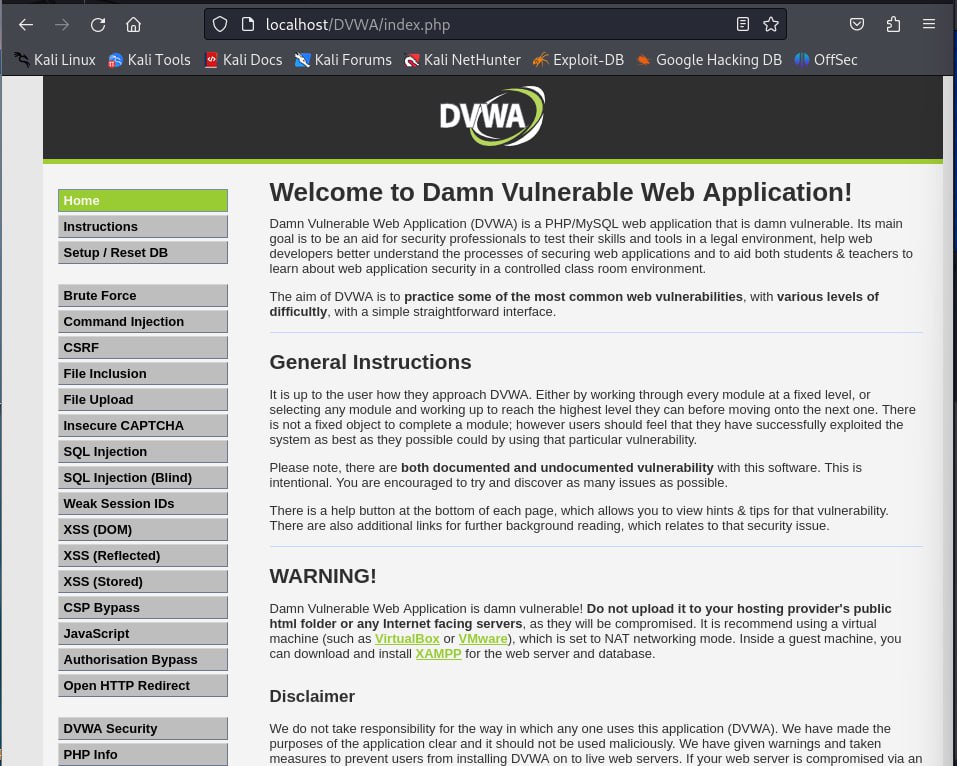 localhost/DVWA/index.php
Kali Linux Kali Tools Kali Docs Kali Forums Kali NetHunter Exploit-DB Google Hacking DB OffSec
DVWA
Home
Instructions
Setup / Reset DB
Brute Force
Command Injection
CSRF
File Inclusion
File Upload
Insecure CAPTCHA
SQL Injection
SQL Injection (Blind)
Weak Session IDs
XSS (DOM)
XSS (Reflected)
XSS (Stored)
CSP Bypass
JavaScript
Authorisation Bypass
Open HTTP Redirect
DVWA Security
PHP Info
Welcome to Damn Vulnerable Web Application!
Damn Vulnerable Web Application (DVWA) is a PHP/MySQL web application that is damn vulnerable. Its main
goal is to be an aid for security professionals to test their skills and tools in a legal environment, help web
developers better understand the processes of securing web applications and to aid both students & teachers to
learn about web application security in a controlled class room environment.
The aim of DVWA is to practice some of the most common web vulnerabilities, with various levels of
difficultly, with a simple straightforward interface.
General Instructions
It is up to the user how they approach DVWA. Either by working through every module at a fixed level, or
selecting any module and working up to reach the highest level they can before moving onto the next one. There
is not a fixed object to complete a module; however users should feel that they have successfully exploited the
system as best as they possible could by using that particular vulnerability.
Please note, there are both documented and undocumented vulnerability with this software. This is
intentional. You are encouraged to try and discover as many issues as possible.
There is a help button at the bottom of each page, which allows you to view hints & tips for that vulnerability.
There are also additional links for further background reading, which relates to that security issue.
WARNING!
Damn Vulnerable Web Application is damn vulnerable! Do not upload it to your hosting provider's public
html folder or any Internet facing servers, as they will be compromised. It is recommend using a virtual
machine (such as VirtualBox or VMware), which is set to NAT networking mode. Inside a guest machine, you
can download and install XAMPP for the web server and database.
Disclaimer
We do not take responsibility for the way in which any one uses this application (DVWA). We have made the
purposes of the application clear and it should not be used maliciously. We have given warnings and taken
measures to prevent users from installing DVWA on to live web servers. If your web server is compromised via an